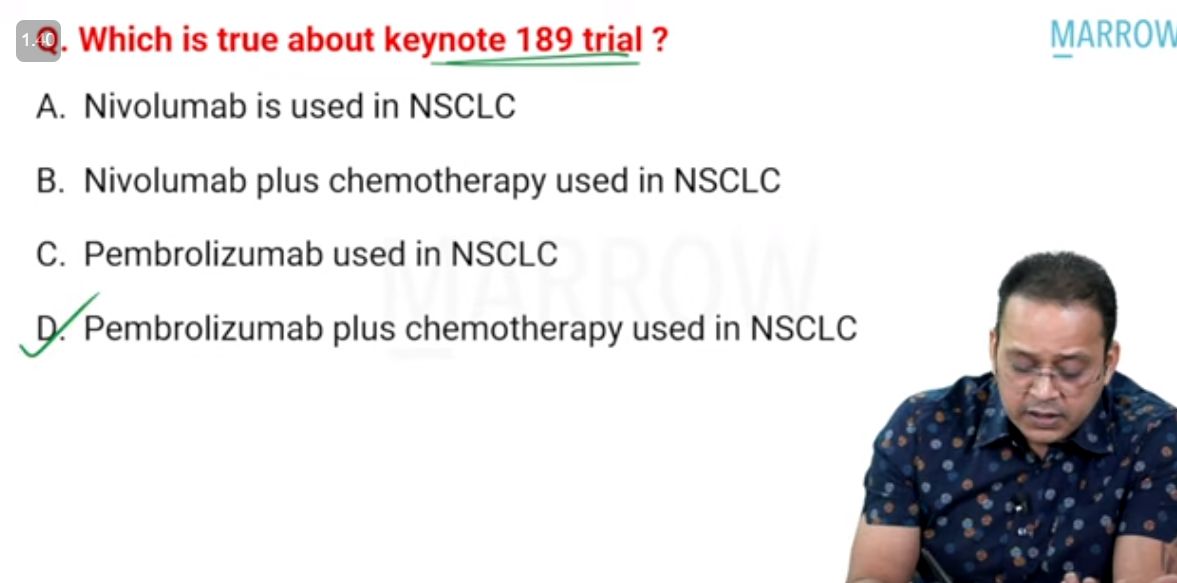 1.40
Q. Which is true about keynote 189 trial ?
MARROW
A. Nivolumab is used in NSCLC
B. Nivolumab plus chemotherapy used in NSCLC
C. Pembrolizumab used in NSCLC
MARROW
D. Pembrolizumab plus chemotherapy used in NSCLC